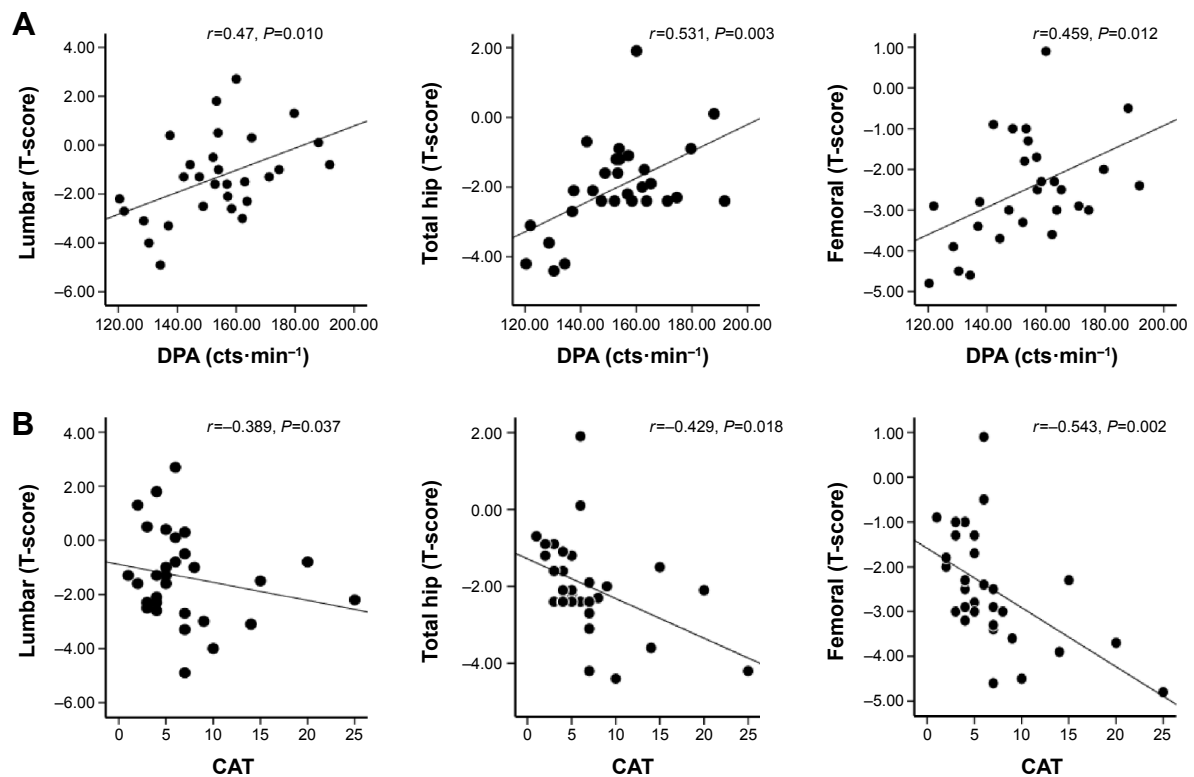 A
r=0.47, P=0.010
Lumbar (T-score)
4.00
2.00
0.00
–2.00
–4.00
–6.00
120.00 140.00 160.00 180.00 200.00
DPA (cts·min⁻¹)
r=0.531, P=0.003
Total hip (T-score)
2.00
0.00
–2.00
–4.00
120.00 140.00 160.00 180.00 200.00
DPA (cts·min⁻¹)
r=0.459, P=0.012
Femoral (T-score)
1.00
0.00
–1.00
–2.00
–3.00
–4.00
–5.00
120.00 140.00 160.00 180.00 200.00
DPA (cts·min⁻¹)
B
r=–0.389, P=0.037
Lumbar (T-score)
4.00
2.00
0.00
–2.00
–4.00
–6.00
0 5 10 15 20 25
CAT
r=–0.429, P=0.018
Total hip (T-score)
2.00
0.00
–2.00
–4.00
0 5 10 15 20 25
CAT
r=–0.543, P=0.002
Femoral (T-score)
1.00
0.00
–1.00
–2.00
–3.00
–4.00
–5.00
0 5 10 15 20 25
CAT